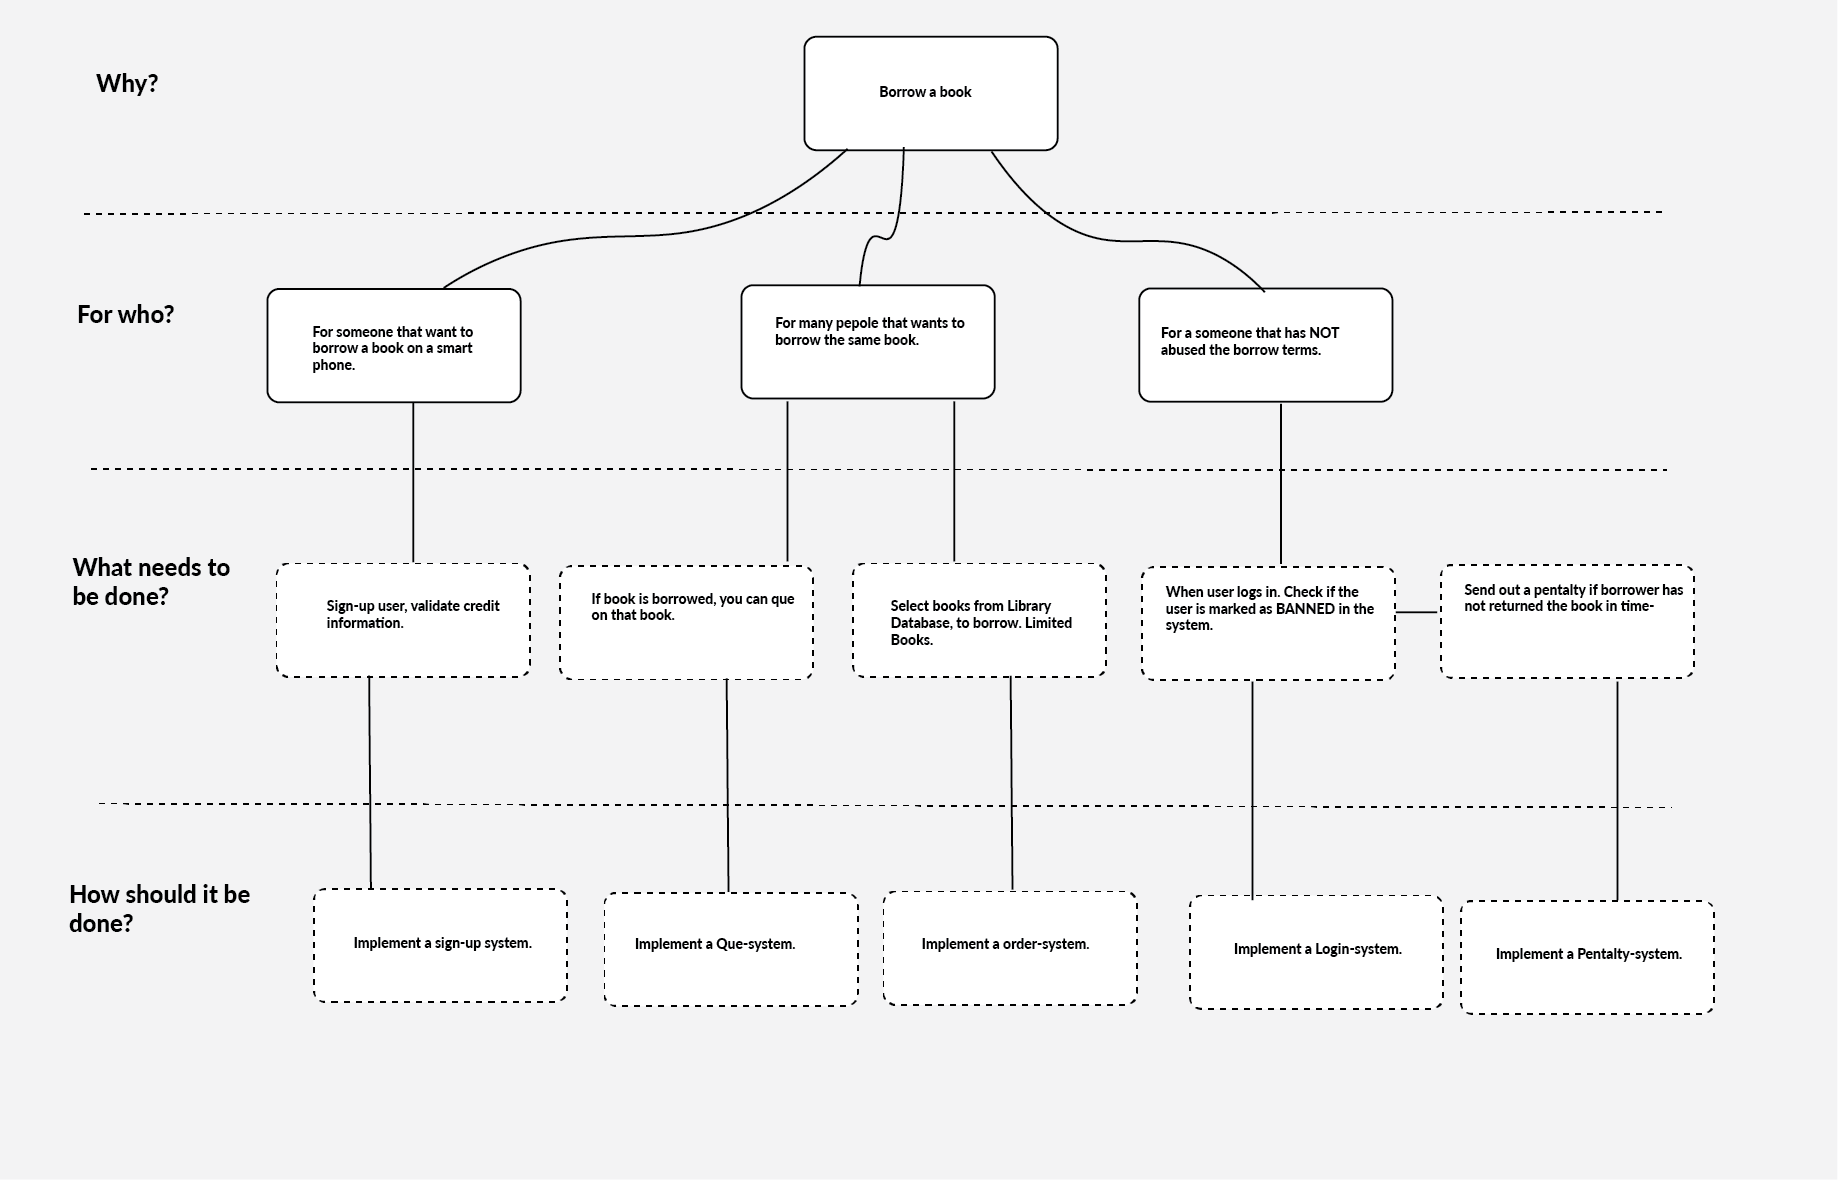 Why?
Borrow a book
For who?
For someone that want to
borrow a book on a smart
phone.
For many pepole that wants to
borrow the same book.
For a someone that has NOT
abused the borrow terms.
What needs to
be done?
Sign-up user, validate credit
information.
If book is borrowed, you can que
on that book.
Select books from Library
Database, to borrow. Limited
Books.
When user logs in. Check if the
user is marked as BANNED in the
system.
Send out a pentalty if borrower has
not returned the book in time-
How should it be
done?
Implement a sign-up system.
Implement a Que-system.
Implement a order-system.
Implement a Login-system.
Implement a Pentalty-system.